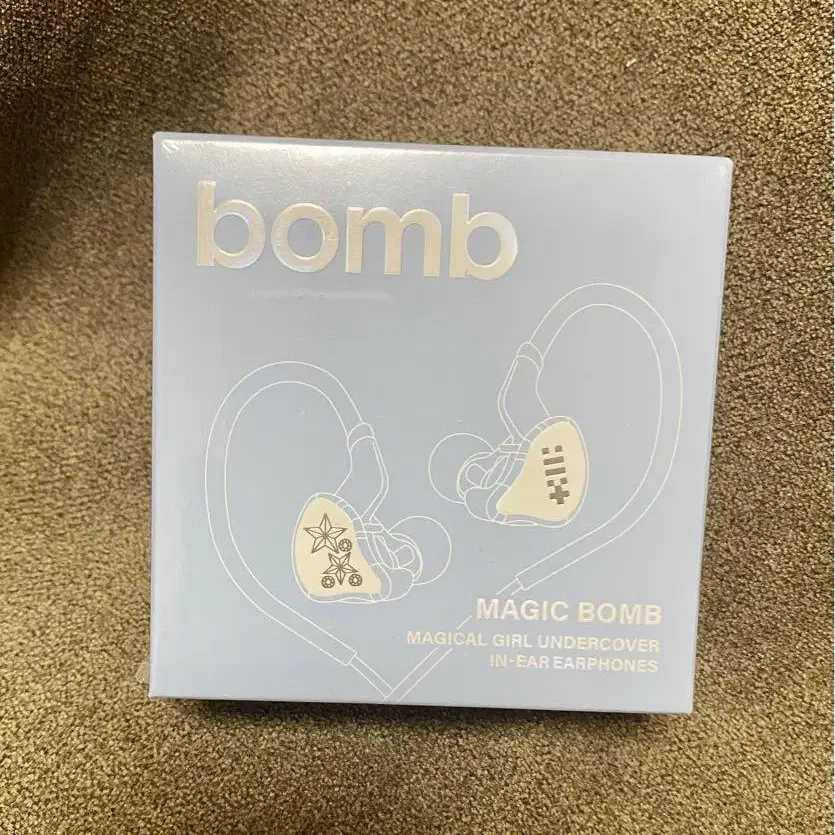 bomb
MAGIC BOMB
MAGICAL GIRL UNDERCOVER
IN-EAR EARPHONES